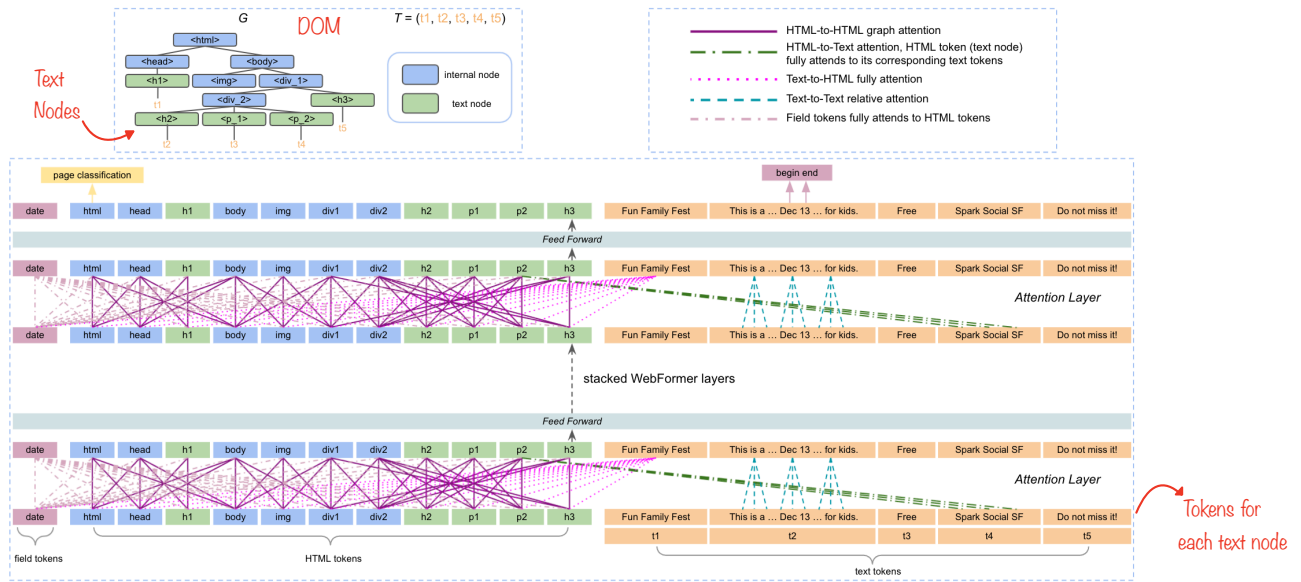 G
DOM
T = (t1, t2, t3, t4, t5)
<html>
<head>
<body>
<h1>
<img>
<div_1>
t1
<div_2>
<h3>
<h2>
<p_1>
<p_2>
t5
t2
t3
t4
Text
Nodes
internal node
text node
HTML-to-HTML graph attention
HTML-to-Text attention, HTML token (text node)
fully attends to its corresponding text tokens
Text-to-HTML fully attention
Text-to-Text relative attention
Field tokens fully attends to HTML tokens
page classification
begin end
date html head h1 body img div1 div2 h2 p1 p2 h3 Fun Family Fest This is a ... Dec 13 ... for kids. Free Spark Social SF Do not miss it!
Feed Forward
date html head h1 body img div1 div2 h2 p1 p2 h3 Fun Family Fest This is a ... Dec 13 ... for kids. Free Spark Social SF Do not miss it!
Attention Layer
date html head h1 body img div1 div2 h2 p1 p2 h3 Fun Family Fest This is a ... Dec 13 ... for kids. Free Spark Social SF Do not miss it!
stacked WebFormer layers
Feed Forward
date html head h1 body img div1 div2 h2 p1 p2 h3 Fun Family Fest This is a ... Dec 13 ... for kids. Free Spark Social SF Do not miss it!
Attention Layer
date html head h1 body img div1 div2 h2 p1 p2 h3 Fun Family Fest This is a ... Dec 13 ... for kids. Free Spark Social SF Do not miss it!
t1 t2 t3 t4 t5
field tokens
HTML tokens
text tokens
Tokens for
each text node